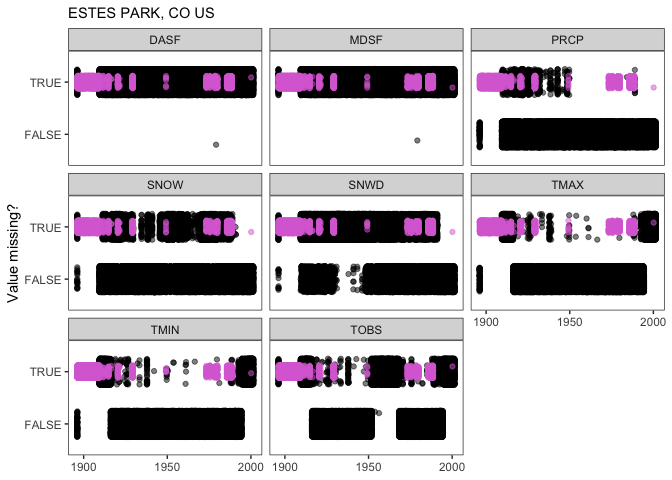 ESTES PARK, CO US
DASF MDSF PRCP
TRUE
FALSE
SNOW SNWD TMAX
Value missing?
TRUE
FALSE
1900 1950 2000
TMIN TOBS
TRUE
FALSE
1900 1950 2000 1900 1950 2000